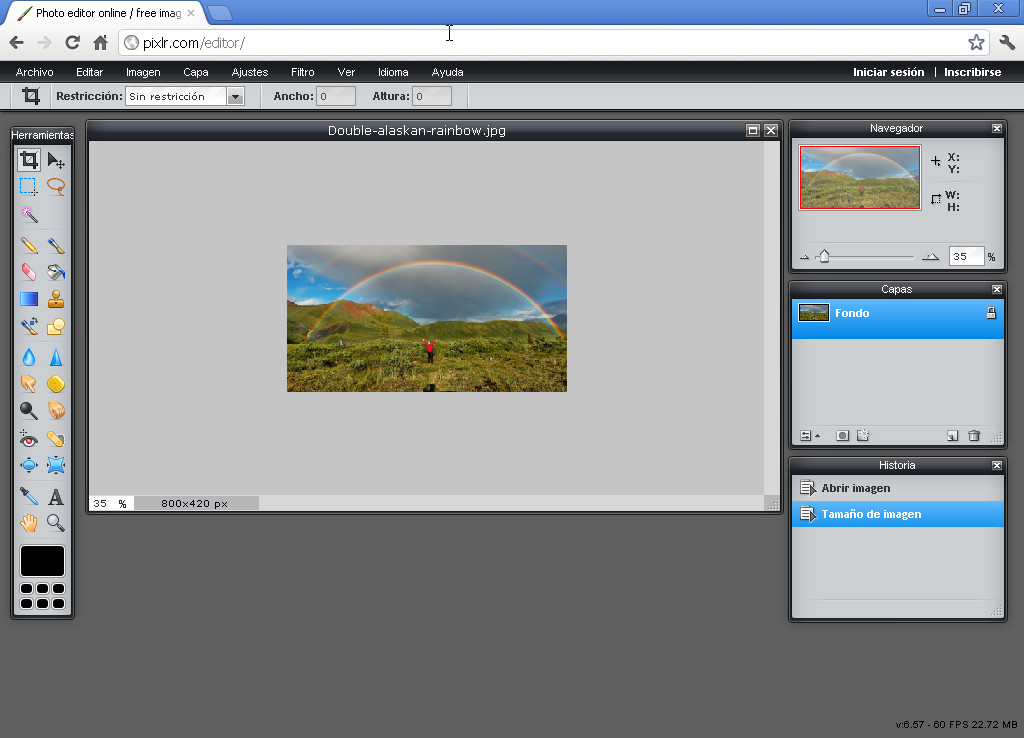 Photo editor online / free imag
pixlr.com/editor/
Archivo Editar Imagen Capa Ajustes Filtro Ver Idioma Ayuda Iniciar sesión | Inscribirse
Restricción: Sin restricción Ancho: 0 Altura: 0
Herramientas
Double-alaskan-rainbow.jpg
35 % 800x420 px
Navegador
X:
Y:
W:
H:
35 %
Capas
Fondo
Historia
Abrir imagen
Tamaño de imagen
v:6.57 - 60 FPS 22.72 MB